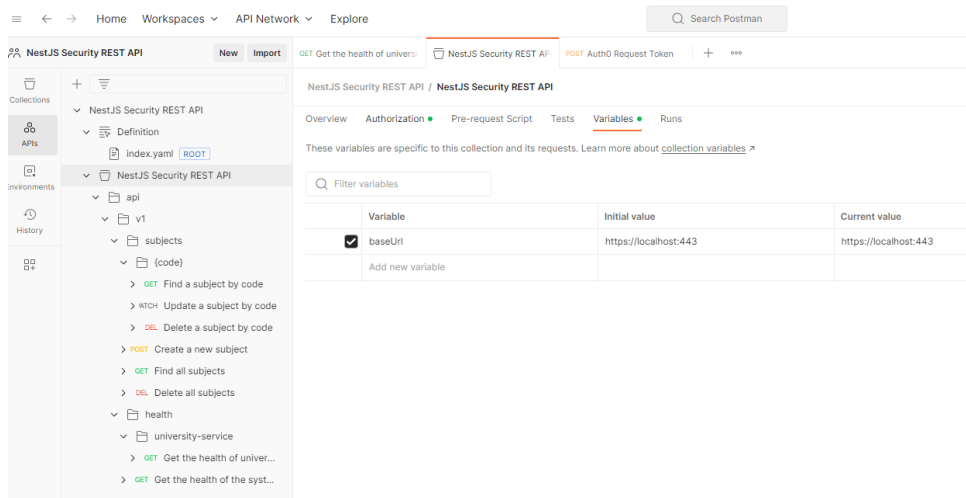 Home Workspaces API Network Explore Search Postman
NestJS Security REST API New Import
GET Get the health of universi
NestJS Security REST AP
POST Auth0 Request Token
Collections
APIs
Environments
History
NestJS Security REST API
Definition
index.yaml ROOT
NestJS Security REST API
api
v1
subjects
{code}
GET Find a subject by code
PATCH Update a subject by code
DEL Delete a subject by code
POST Create a new subject
GET Find all subjects
DEL Delete all subjects
health
university-service
GET Get the health of univer...
GET Get the health of the syst...
NestJS Security REST API / NestJS Security REST API
Overview Authorization Pre-request Script Tests Variables Runs
These variables are specific to this collection and its requests. Learn more about collection variables ↗
Filter variables
Variable Initial value Current value
baseUrl https://localhost:443 https://localhost:443
Add new variable